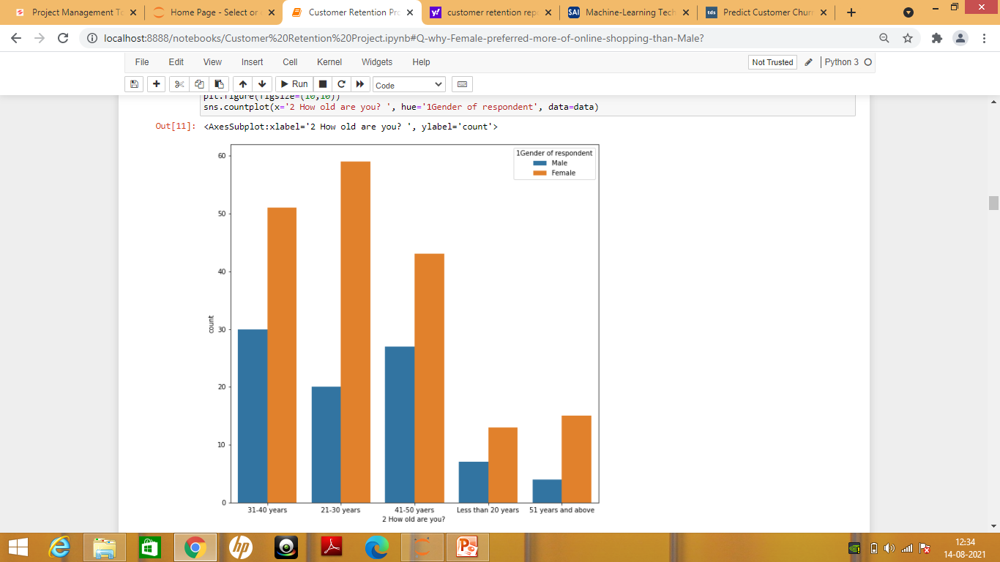 Project Management To
Home Page - Select or
Customer Retention Pro
customer retention repo
SAI
Machine-Learning Tech
tds
Predict Customer Churn
localhost:8888/notebooks/Customer%20Retention%20Project.ipynb#Q-why-Female-preferred-more-of-online-shopping-than-Male?
File Edit View Insert Cell Kernel Widgets Help
Not Trusted
Python 3
Run
Code
plt.figure(figsize=(10,10))
sns.countplot(x='2 How old are you? ', hue='1Gender of respondent', data=data)
Out[11]: <AxesSubplot:xlabel='2 How old are you? ', ylabel='count'>
1Gender of respondent
Male
Female
60
50
40
30
20
10
0
count
31-40 years
21-30 years
41-50 yaers
Less than 20 years
51 years and above
2 How old are you?
hp
12:34
14-08-2021